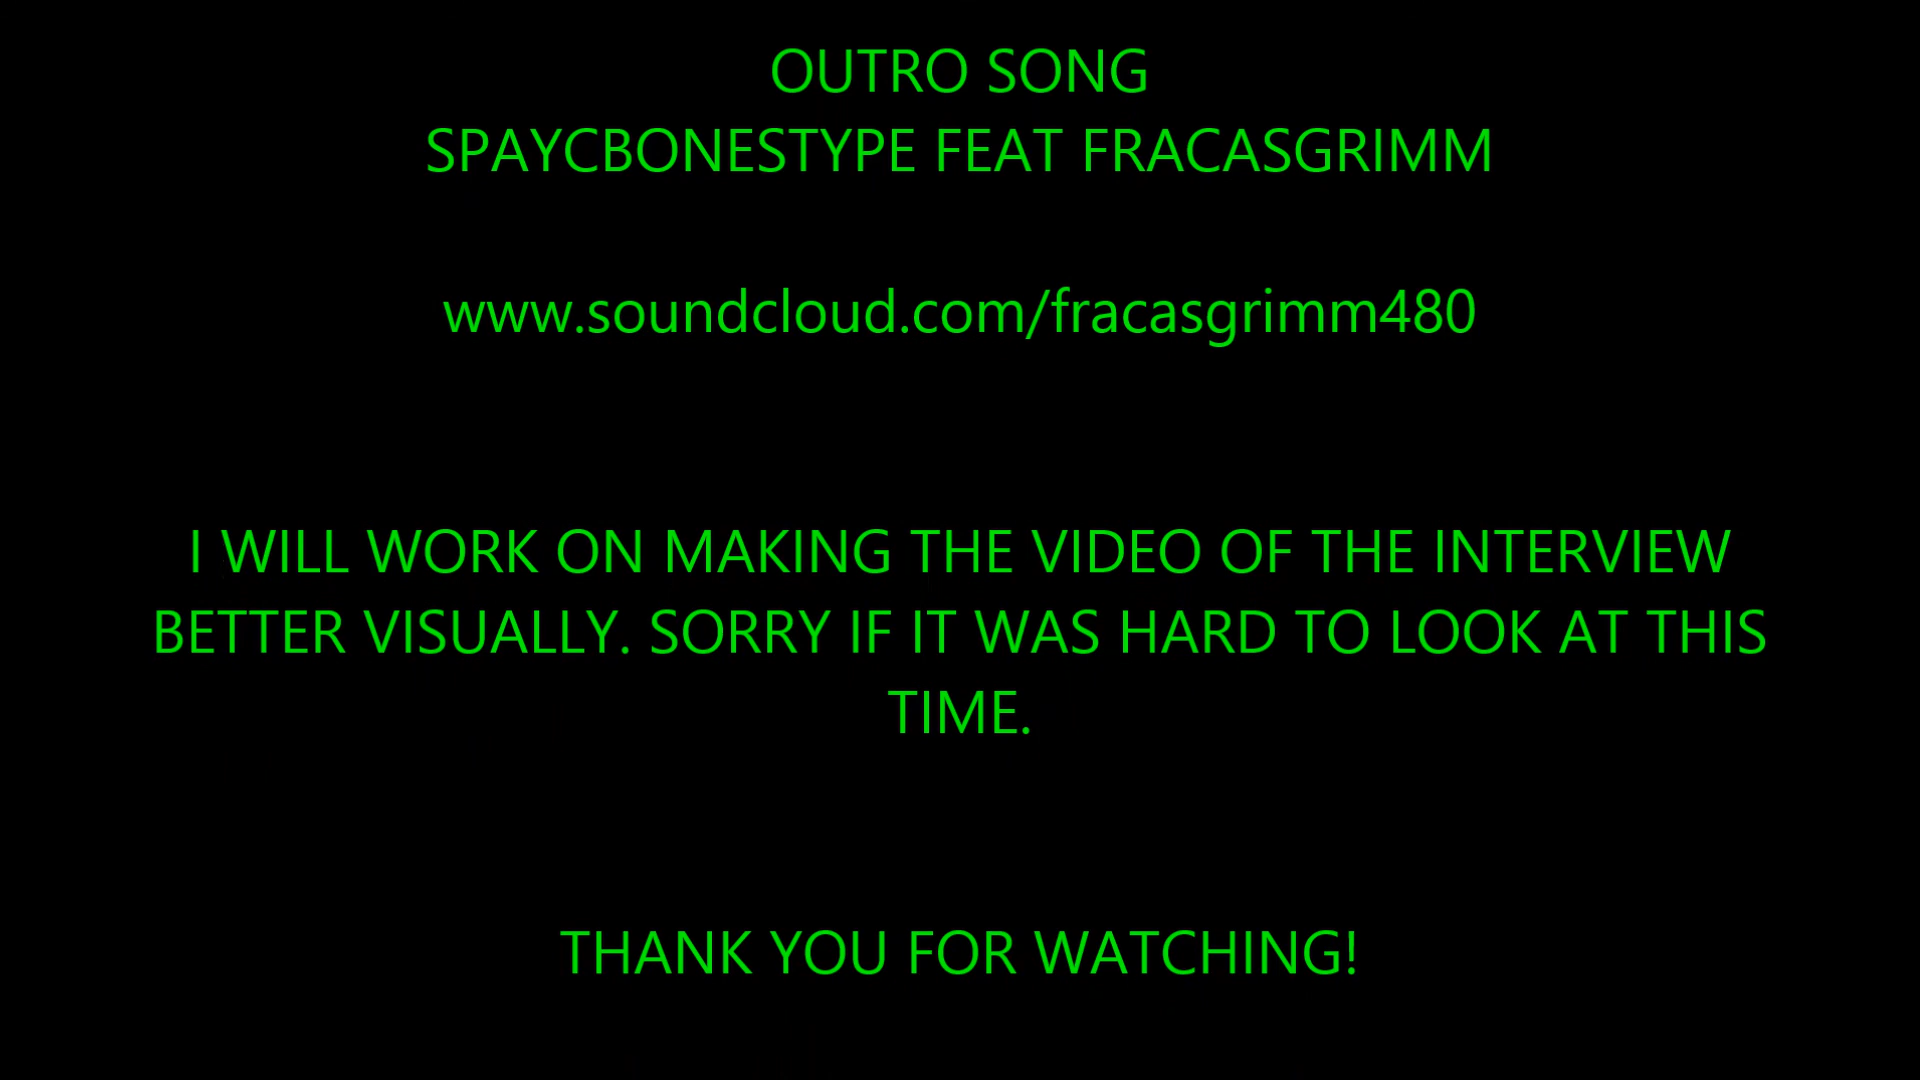 OUTRO SONG
SPAYCBONESTYPE FEAT FRACASGRIMM
www.soundcloud.com/fracasgrimm480
I WILL WORK ON MAKING THE VIDEO OF THE INTERVIEW
BETTER VISUALLY. SORRY IF IT WAS HARD TO LOOK AT THIS
TIME.
THANK YOU FOR WATCHING!